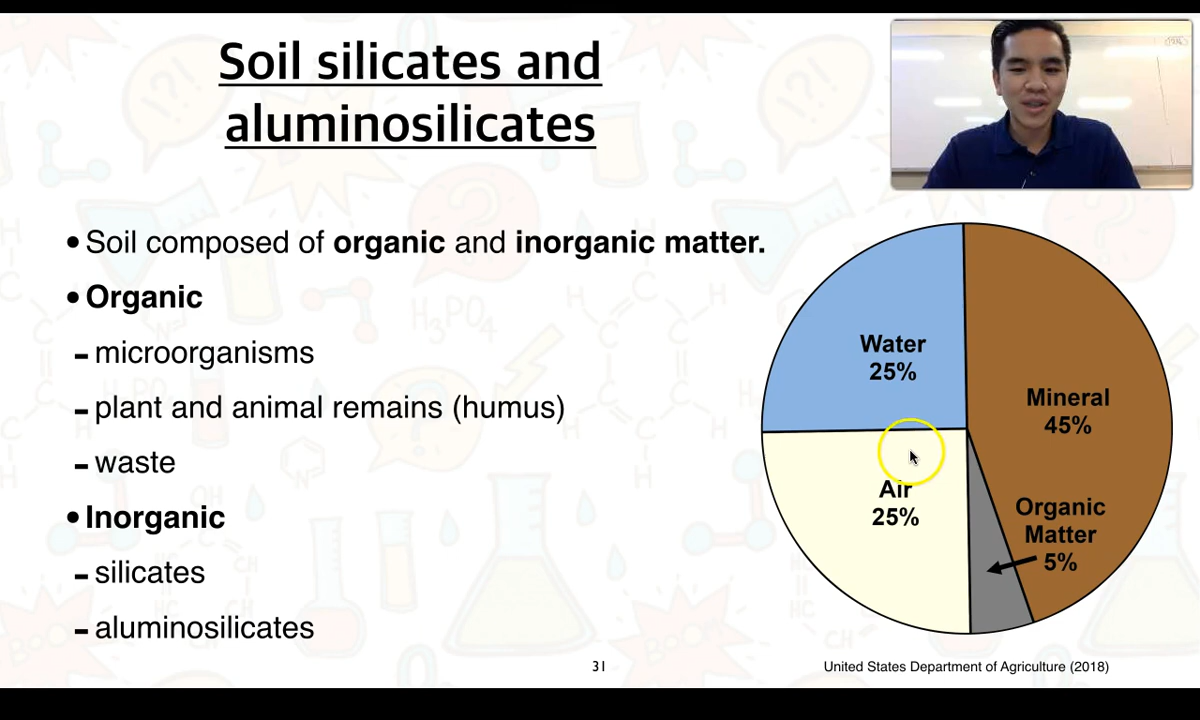 Soil silicates and
aluminosilicates
• Soil composed of organic and inorganic matter.
• Organic
- microorganisms
- plant and animal remains (humus)
- waste
• Inorganic
- silicates
- aluminosilicates
Water
25%
Mineral
45%
Air
25%
Organic
Matter
5%
31
United States Department of Agriculture (2018)
H₃PO₄